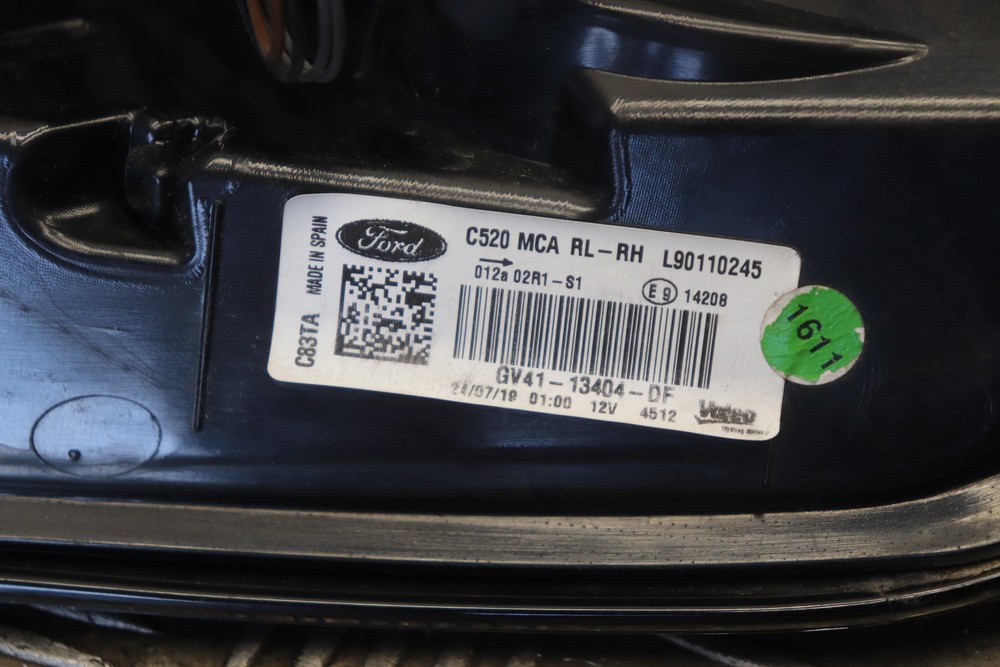 MADE IN SPAIN
C83TA
Ford
C520 MCA RL-RH L90110245
012a 02R1-S1
E9 14208
GV41-13404-DF
24/07/19 01:00 12V 4512
Valeo
1611